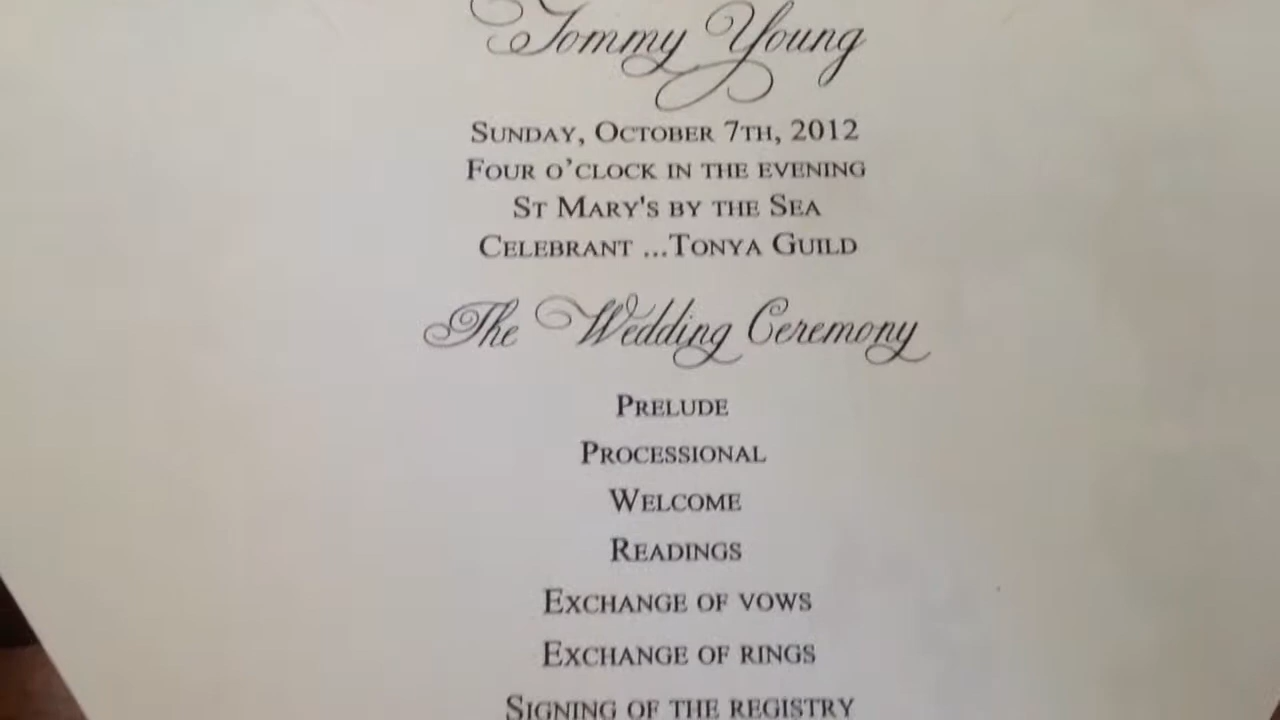 Tommy Young
Sunday, October 7th, 2012
Four o'clock in the evening
St Mary's by the Sea
Celebrant ...Tonya Guild
The Wedding Ceremony
Prelude
Processional
Welcome
Readings
Exchange of vows
Exchange of rings
Signing of the registry